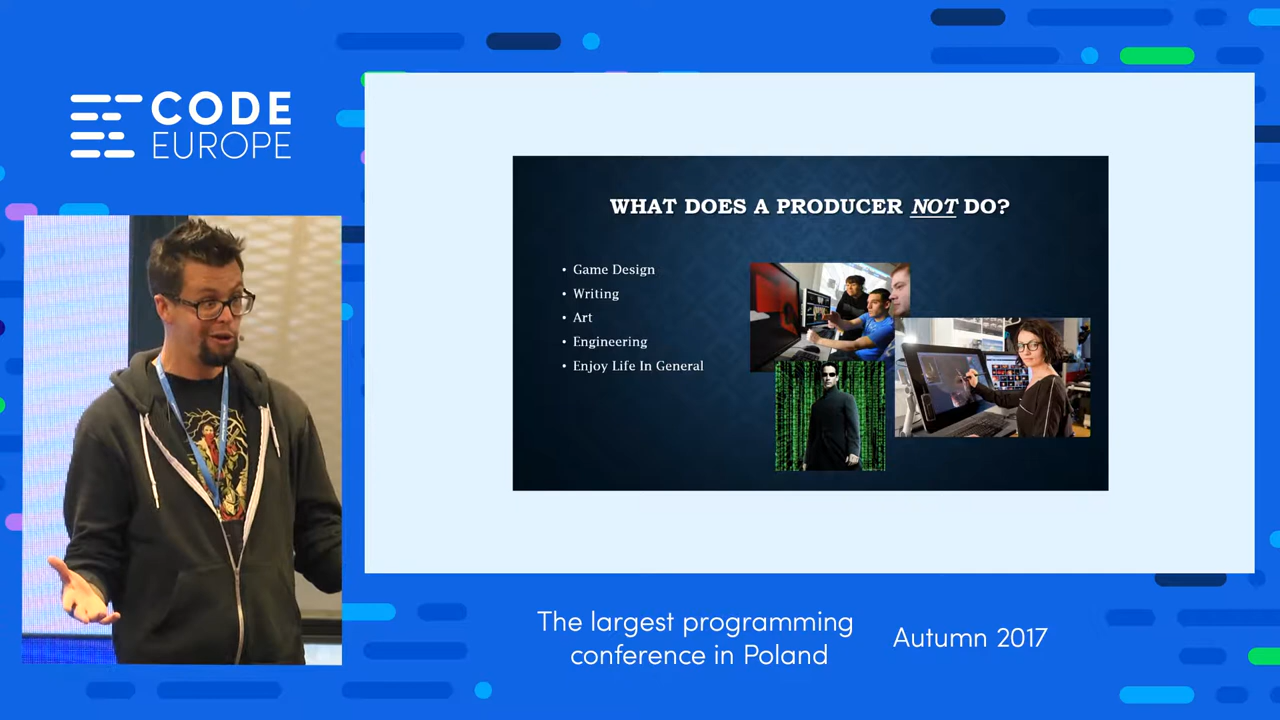 CODE
EUROPE
WHAT DOES A PRODUCER NOT DO?
• Game Design
• Writing
• Art
• Engineering
• Enjoy Life In General
The largest programming
conference in Poland
Autumn 2017